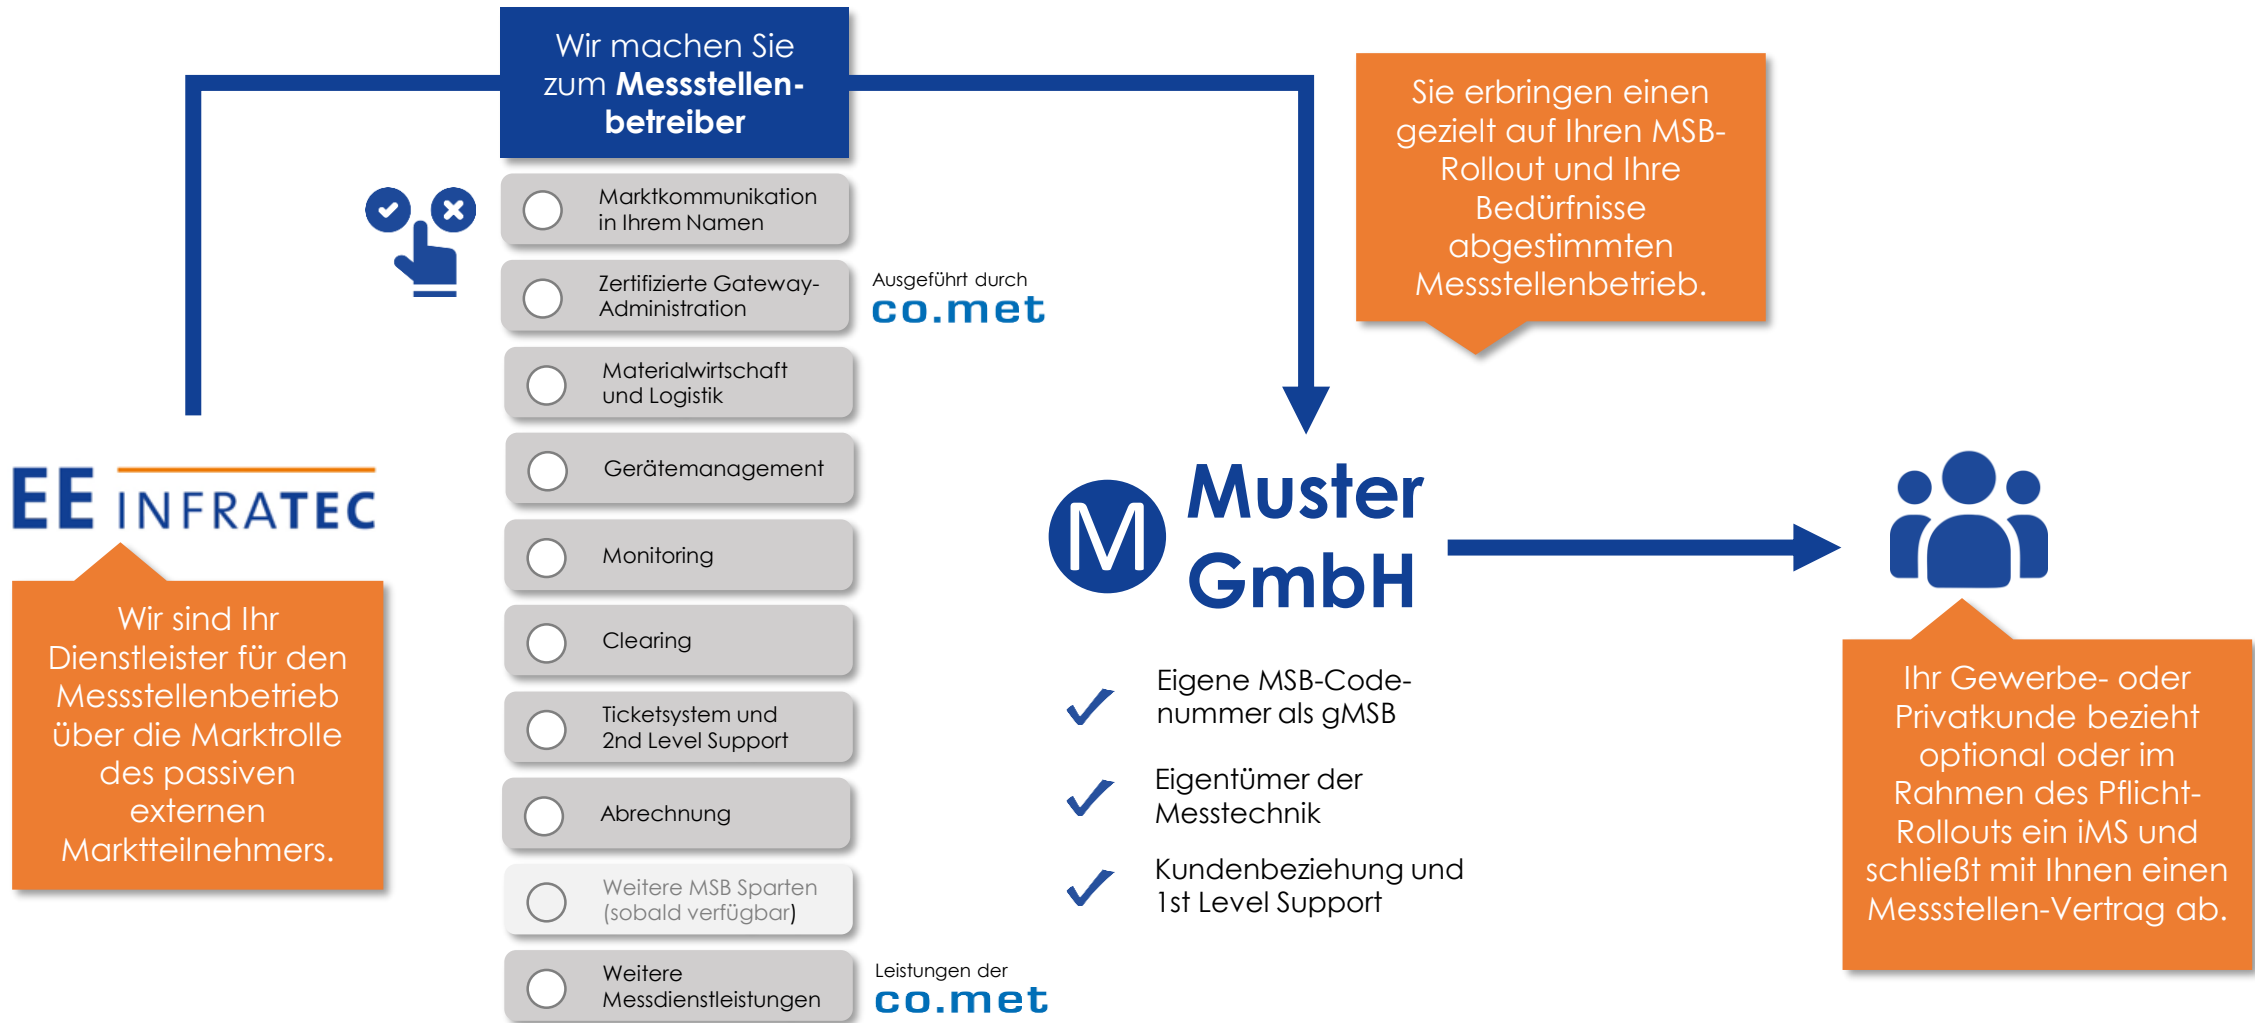 Wir machen Sie
zum Messstellen-
betreiber
Marktkommunikation
in Ihrem Namen
Zertifizierte Gateway-
Administration
Ausgeführt durch
co.met
Materialwirtschaft
und Logistik
Gerätemanagement
Monitoring
Clearing
Ticketsystem und
2nd Level Support
Abrechnung
Weitere MSB Sparten
(sobald verfügbar)
Weitere
Messdienstleistungen
Leistungen der
co.met
EE INFRATEC
Wir sind Ihr
Dienstleister für den
Messstellenbetrieb
über die Marktrolle
des passiven
externen
Marktteilnehmers.
Sie erbringen einen
gezielt auf Ihren MSB-
Rollout und Ihre
Bedürfnisse
abgestimmten
Messstellenbetrieb.
M
Muster
GmbH
Eigene MSB-Code-
nummer als gMSB
Eigentümer der
Messtechnik
Kundenbeziehung und
1st Level Support
Ihr Gewerbe- oder
Privatkunde bezieht
optional oder im
Rahmen des Pflicht-
Rollouts ein iMS und
schließt mit Ihnen einen
Messstellen-Vertrag ab.